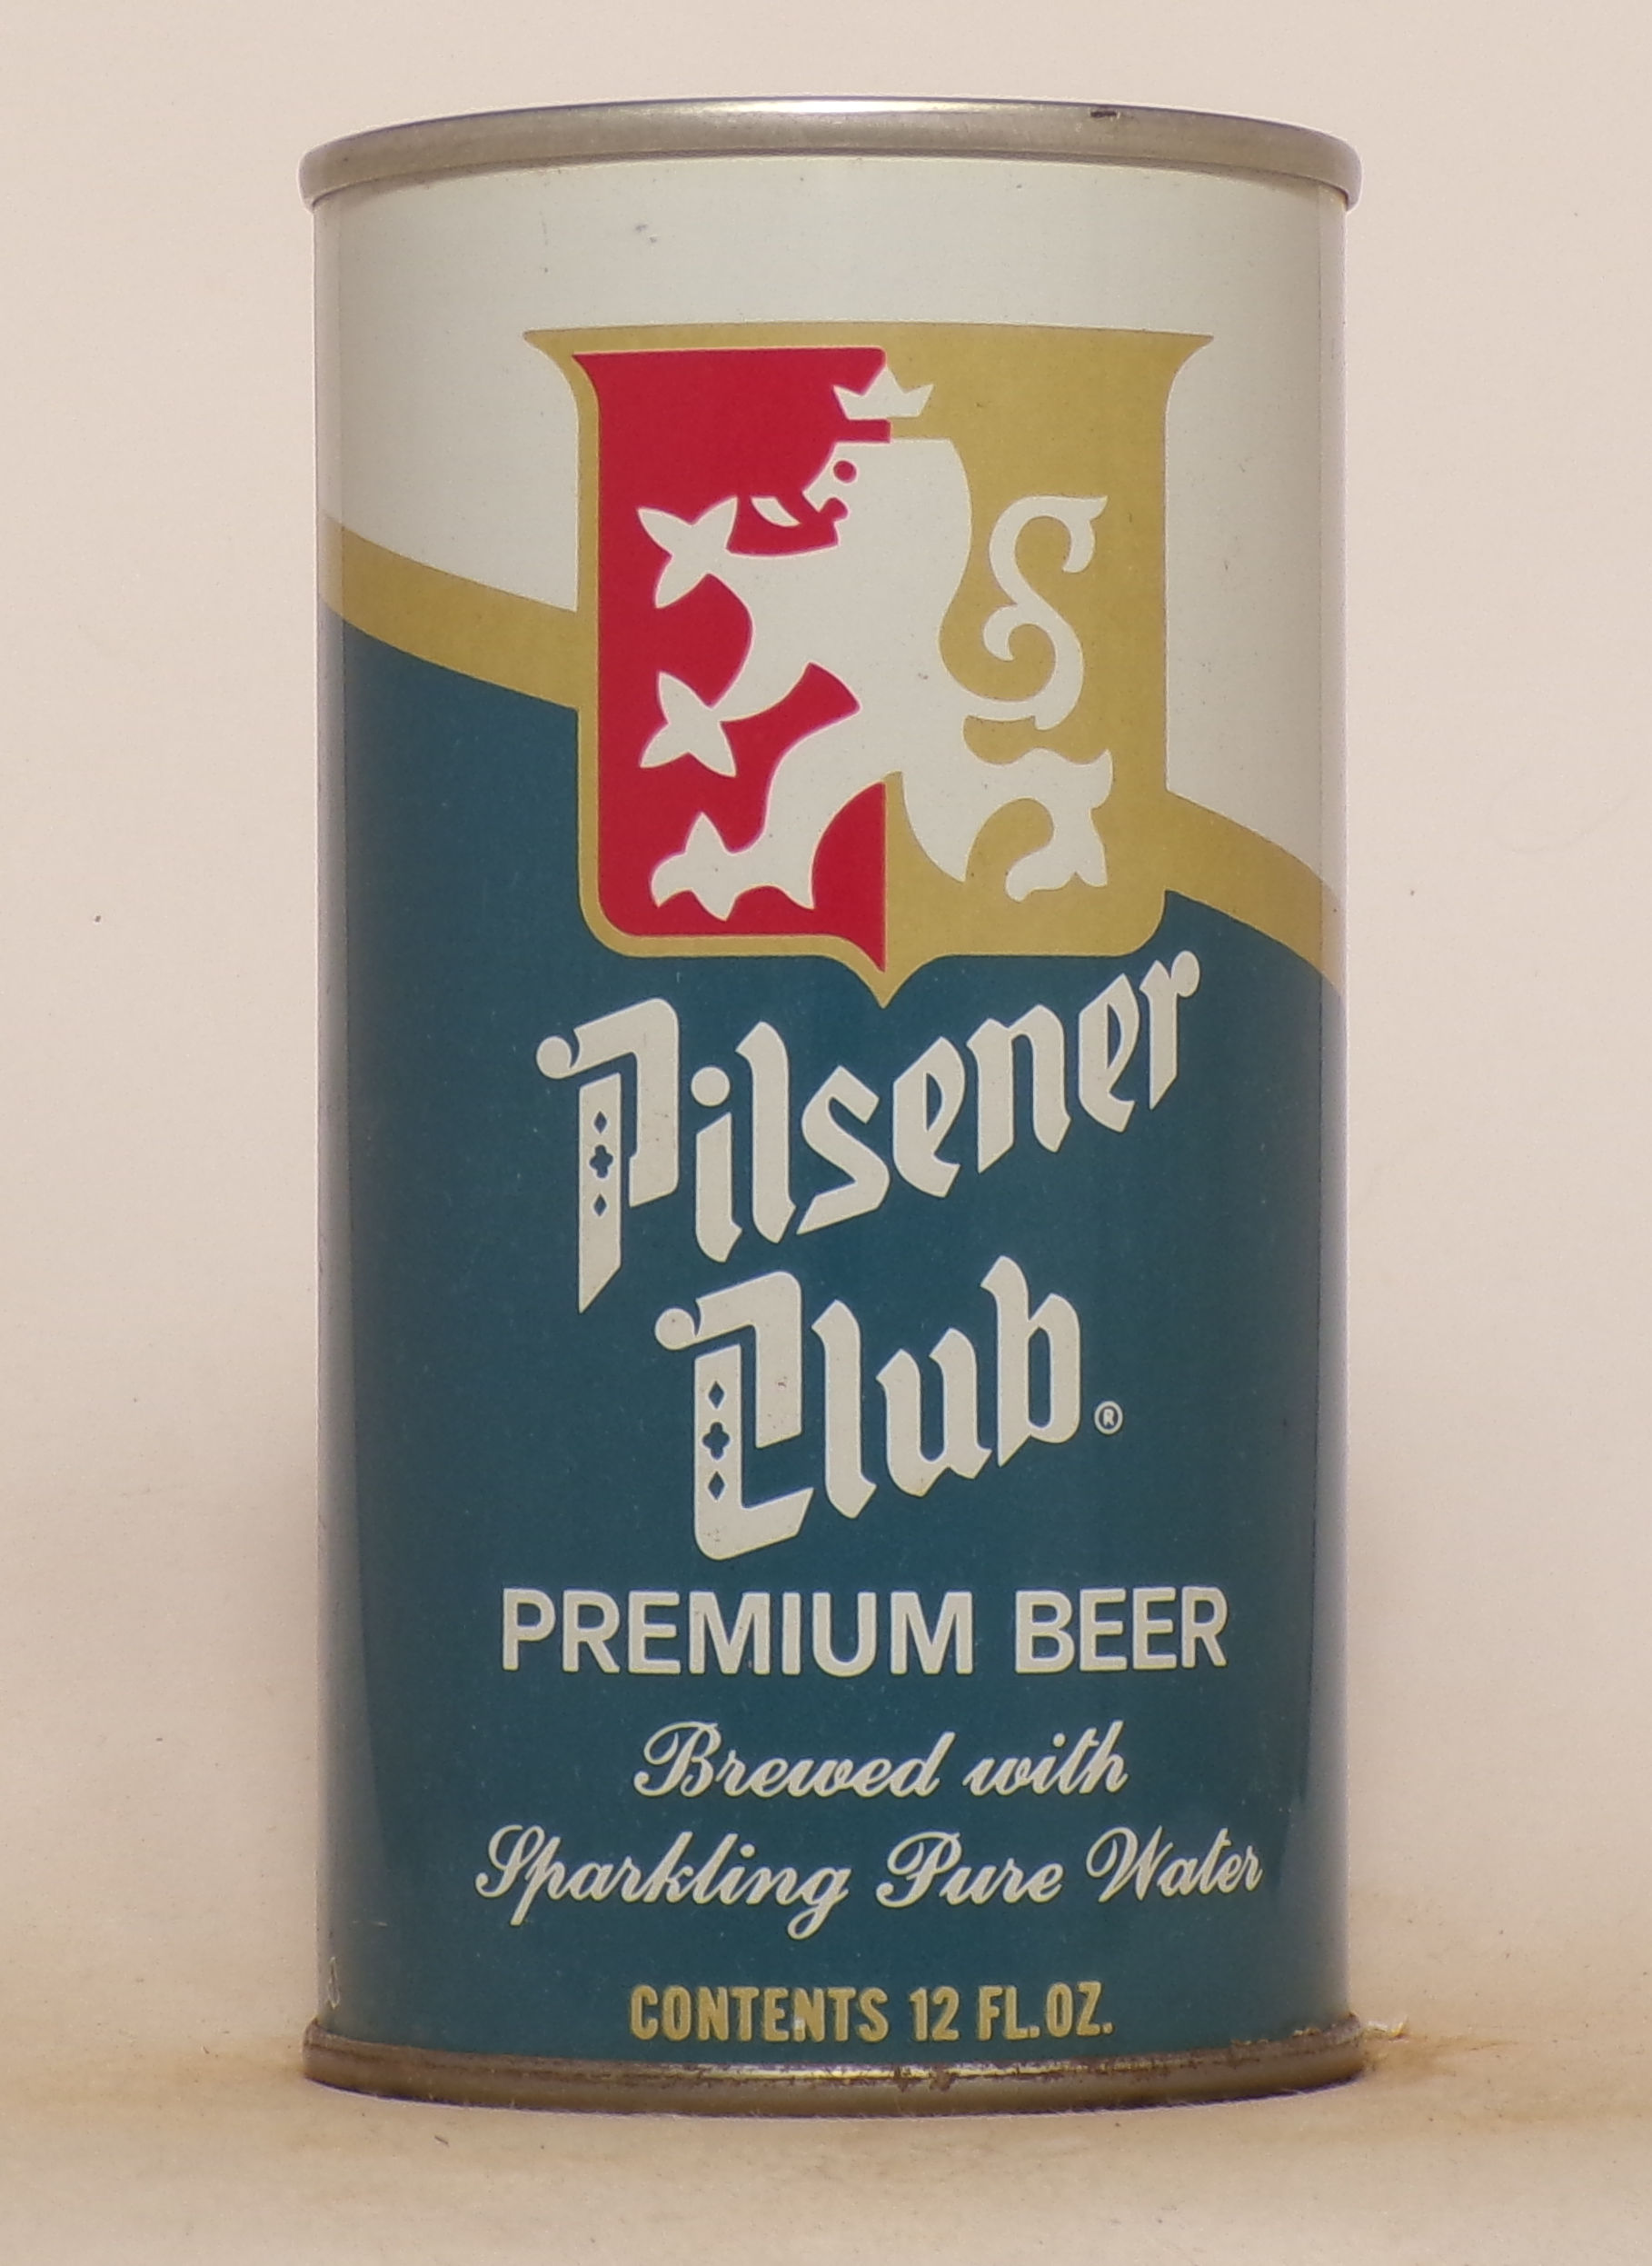 Pilsener
Club®
PREMIUM BEER
Brewed with
Sparkling Pure Water
CONTENTS 12 FL. OZ.